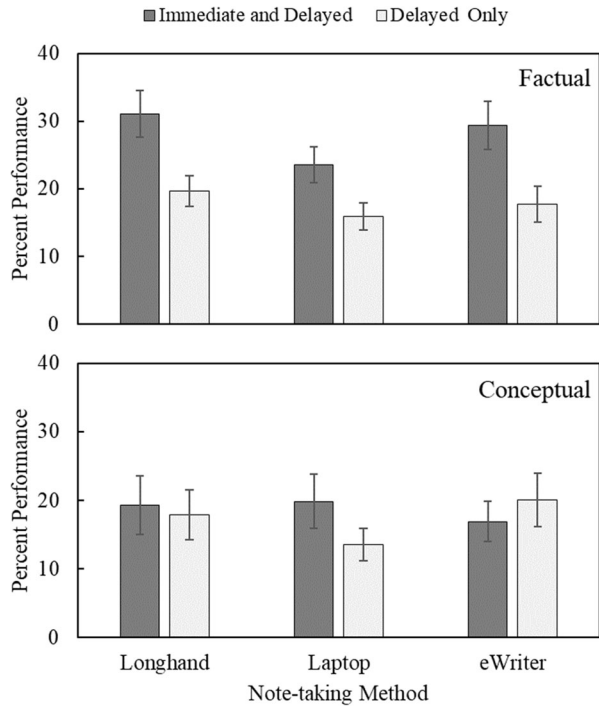 Immediate and Delayed Delayed Only
40
Factual
30
20
10
0
Percent Performance
40
Conceptual
30
20
10
0
Percent Performance
Longhand Laptop eWriter
Note-taking Method